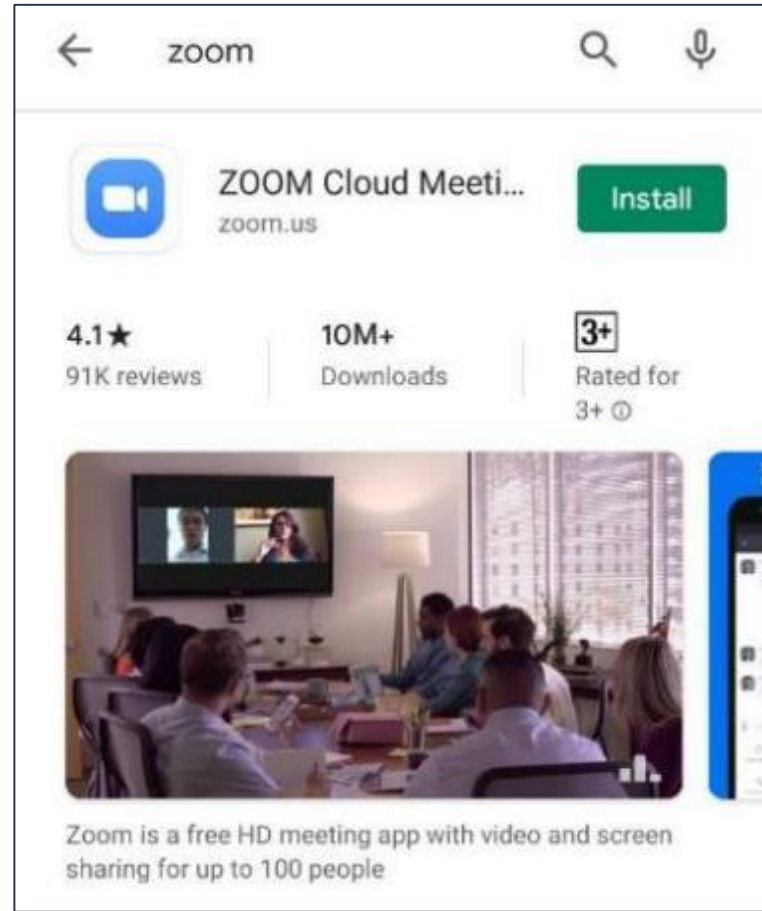 zoom
ZOOM Cloud Meeti...
Install
zoom.us
4.1★
10M+
3+
91K reviews
Downloads
Rated for
3+
Zoom is a free HD meeting app with video and screen
sharing for up to 100 people